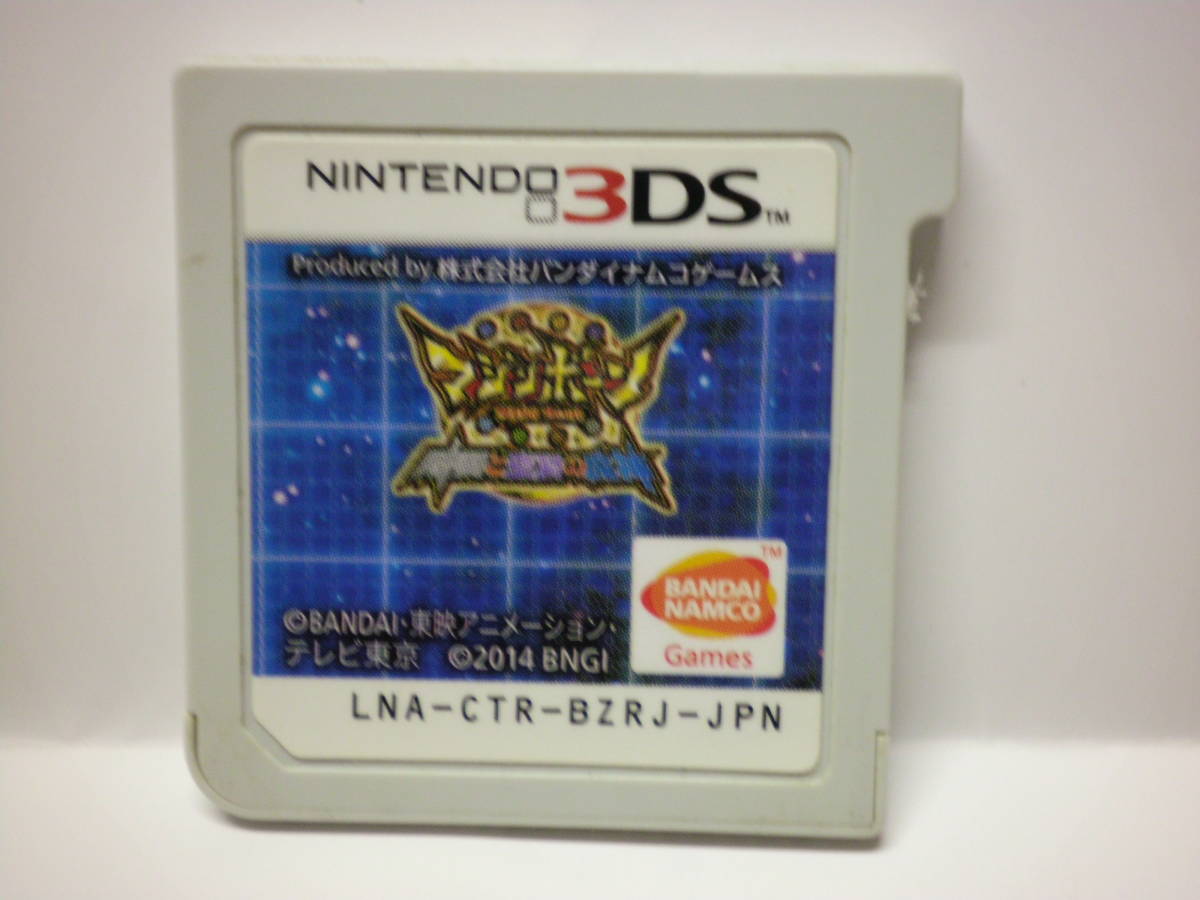 NINTENDO 3DS™
Produced by 株式会社バンダイナムコゲームス
マジンボーン
©BANDAI・東映アニメーション・
テレビ東京 ©2014 BNGI
TM
BANDAI
NAMCO
Games
LNA-CTR-BZRJ-JPN